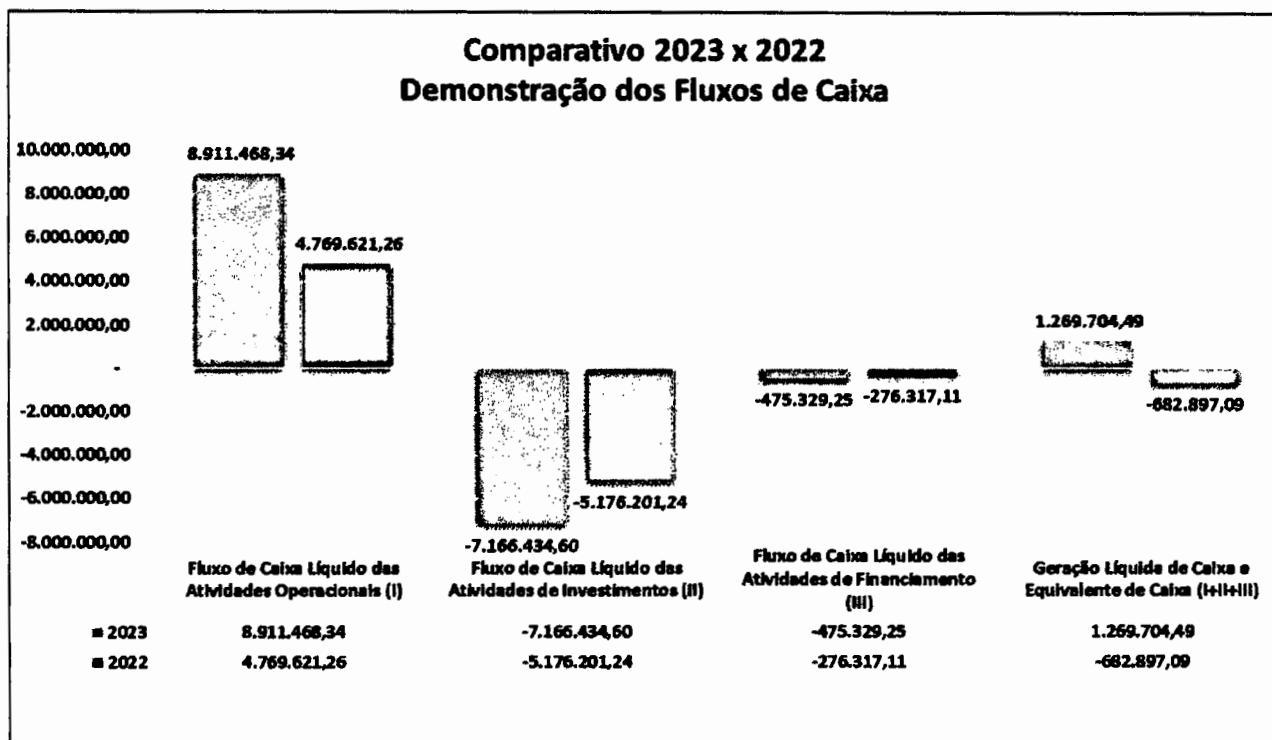 Comparativo 2023 x 2022
Demonstração dos Fluxos de Caixa
10.000.000,00
8.000.000,00
6.000.000,00
4.000.000,00
2.000.000,00
-
-2.000.000,00
-4.000.000,00
-6.000.000,00
-8.000.000,00
8.911.468,34
4.769.621,26
-7.166.434,60
-5.176.201,24
-475.329,25
-276.317,11
1.269.704,49
-682.897,09
Fluxo de Caixa Líquido das
Atividades Operacionais (I)
Fluxo de Caixa Líquido das
Atividades de Investimentos (II)
Fluxo de Caixa Líquido das
Atividades de Financiamento
(III)
Geração Líquida de Caixa e
Equivalente de Caixa (I+II+III)
2023 8.911.468,34 -7.166.434,60 -475.329,25 1.269.704,49
2022 4.769.621,26 -5.176.201,24 -276.317,11 -682.897,09